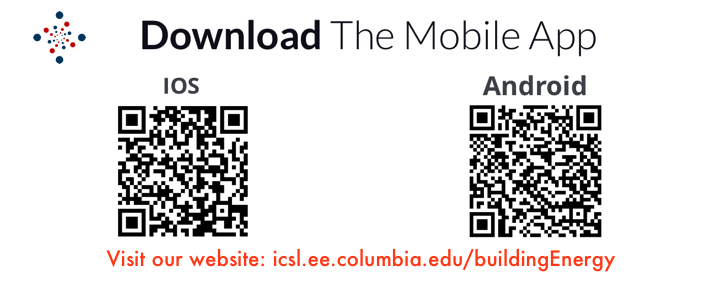 Download The Mobile App
IOS
Android
Visit our website: icsl.ee.columbia.edu/buildingEnergy